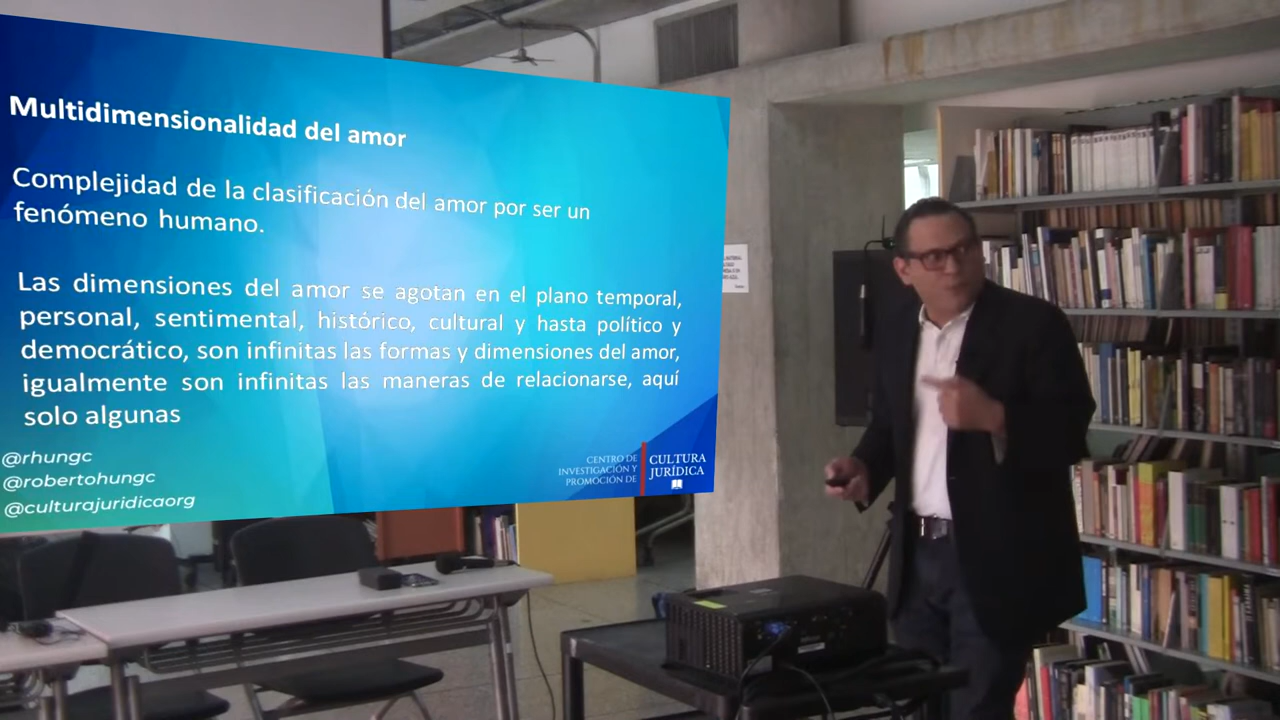 Multidimensionalidad del amor
Complejidad de la clasificación del amor por ser un
fenómeno humano.
Las dimensiones del amor se agotan en el plano temporal,
personal, sentimental, histórico, cultural y hasta político y
democrático, son infinitas las formas y dimensiones del amor,
igualmente son infinitas las maneras de relacionarse, aquí
solo algunas
@rhungc
@robertohungc
@culturajuridicaorg
CENTRO DE
INVESTIGACIÓN Y
PROMOCIÓN DE
CULTURA
JURÍDICA